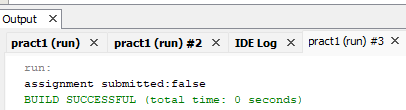 Output ×
pract1 (run) × pract1 (run) #2 × IDE Log × pract1 (run) #3 ×
run:
assignment submitted:false
BUILD SUCCESSFUL (total time: 0 seconds)